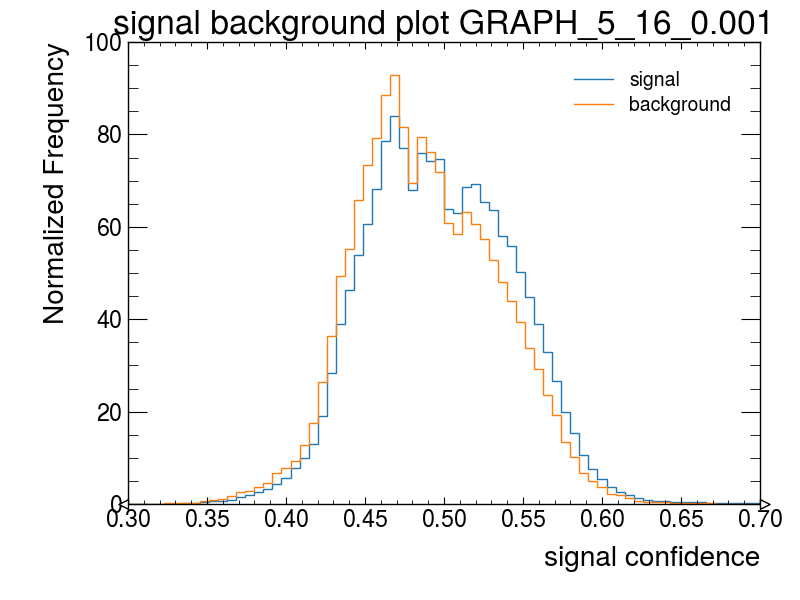 signal background plot GRAPH_5_16_0.001
Normalized Frequency
100
80
60
40
20
0
signal
background
0.30 0.35 0.40 0.45 0.50 0.55 0.60 0.65 0.70
signal confidence